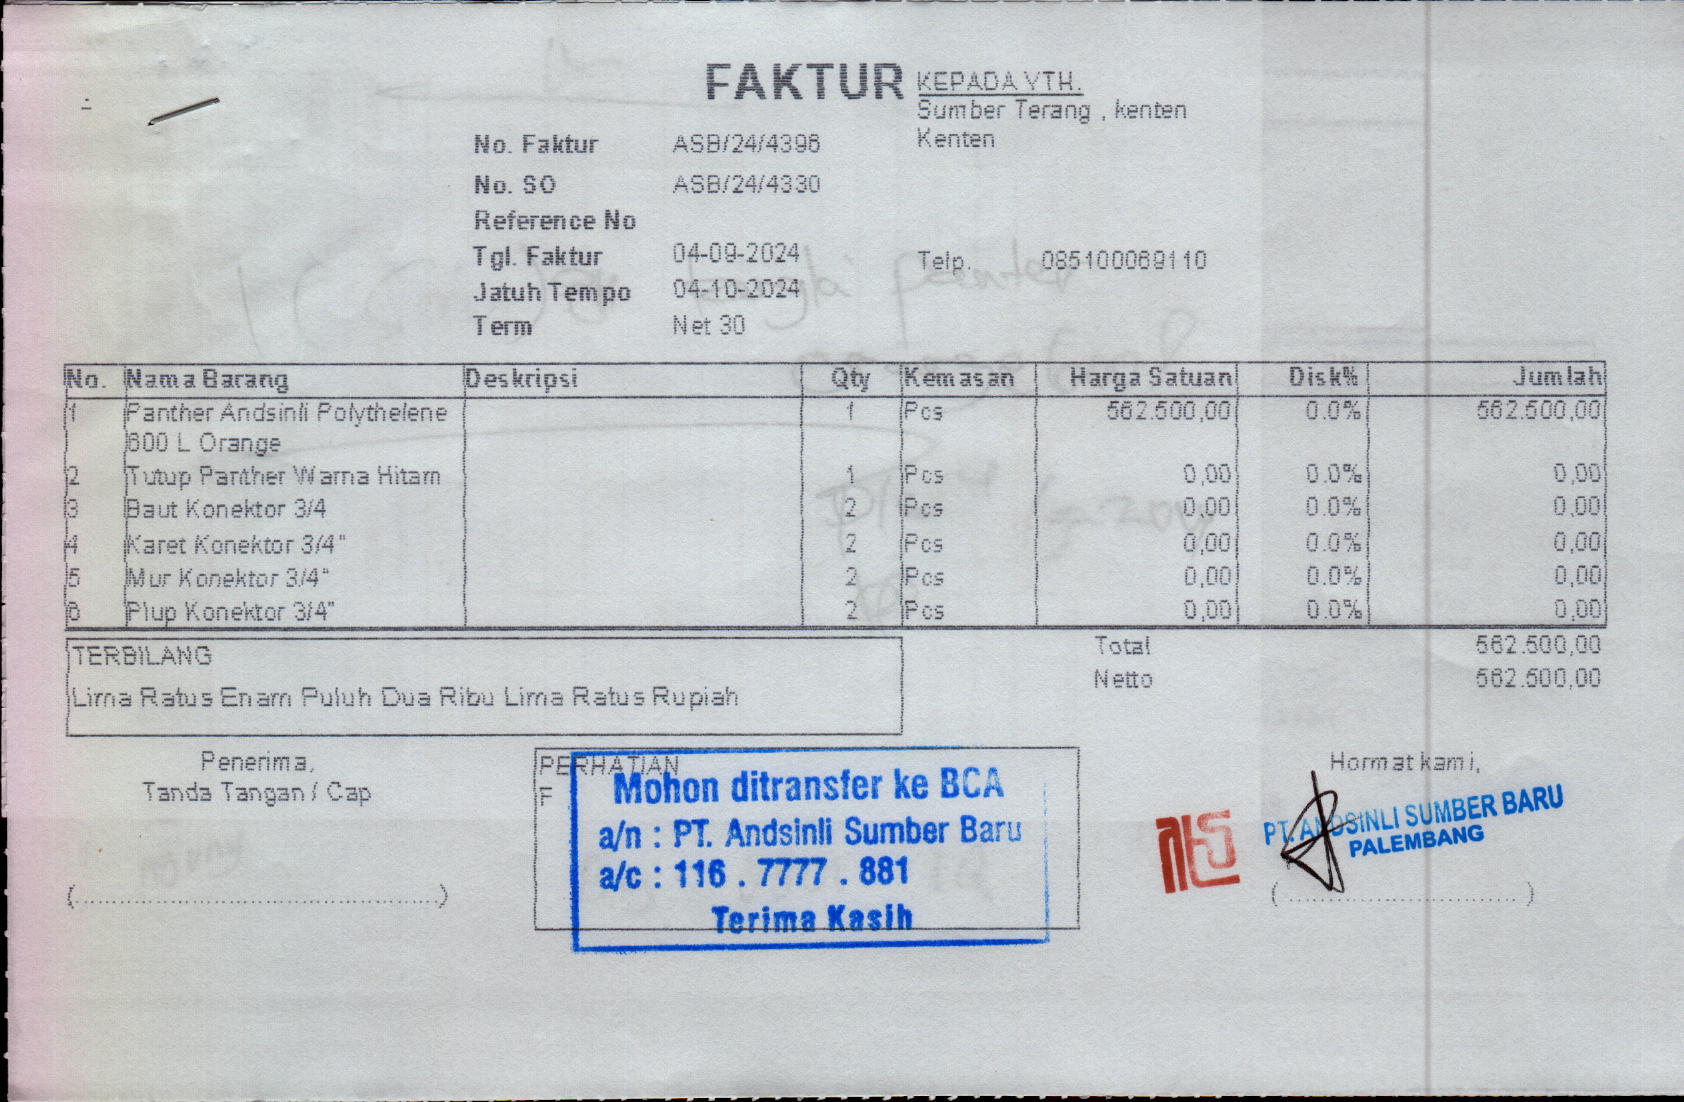 FAKTUR
KEPADA YTH.
Sumber Terang , kenten
Kenten
No. Faktur ASB/24/4396
No. SO ASB/24/4330
Reference No
Tgl. Faktur 04-09-2024
Telp. 085100069110
Jatuh Tempo 04-10-2024
Term Net 30
No. Nama Barang Deskripsi Qty Kemasan Harga Satuan Disk% Jumlah
1 Panther Andsinli Polythelene 1 Pcs 562.500,00 0.0% 562.500,00
600 L Orange
2 Tutup Panther Warna Hitam 1 Pcs 0,00 0.0% 0,00
3 Baut Konektor 3/4 2 Pcs 0,00 0.0% 0,00
4 Karet Konektor 3/4" 2 Pcs 0,00 0.0% 0,00
5 Mur Konektor 3/4" 2 Pcs 0,00 0.0% 0,00
6 Plup Konektor 3/4" 2 Pcs 0,00 0.0% 0,00
Total 562.500,00
Netto 562.500,00
TERBILANG
Lima Ratus Enam Puluh Dua Ribu Lima Ratus Rupiah
Penerima,
Tanda Tangan / Cap
PERHATIAN
F
Mohon ditransfer ke BCA
a/n : PT. Andsinli Sumber Baru
a/c : 116 . 7777 . 881
Terima Kasih
Hormat kami,
PT. ANDSINLI SUMBER BARU
PALEMBANG
(..............................................)
( ............................. )